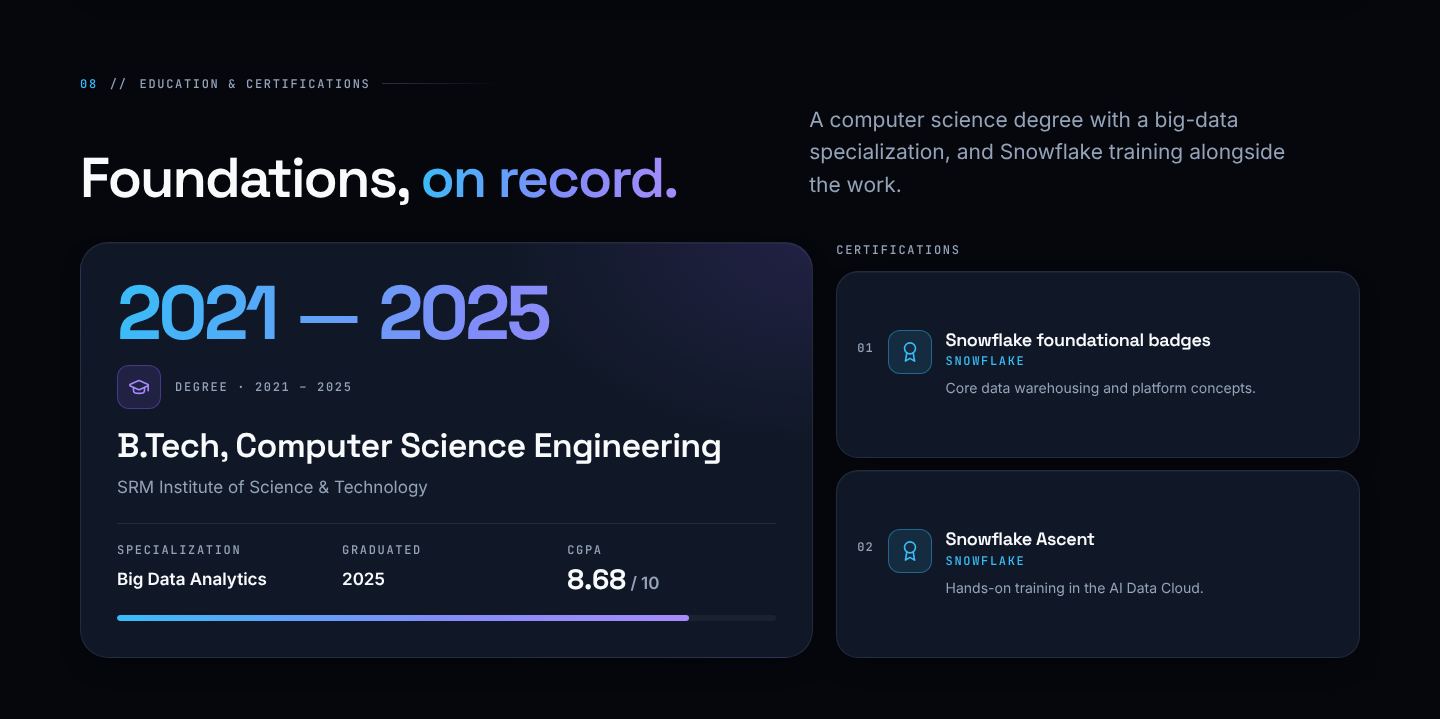 08 // EDUCATION & CERTIFICATIONS
Foundations, on record.
A computer science degree with a big-data
specialization, and Snowflake training alongside
the work.
2021 — 2025
DEGREE · 2021 – 2025
B.Tech, Computer Science Engineering
SRM Institute of Science & Technology
SPECIALIZATION
Big Data Analytics
GRADUATED
2025
CGPA
8.68 / 10
CERTIFICATIONS
01
Snowflake foundational badges
SNOWFLAKE
Core data warehousing and platform concepts.
02
Snowflake Ascent
SNOWFLAKE
Hands-on training in the AI Data Cloud.